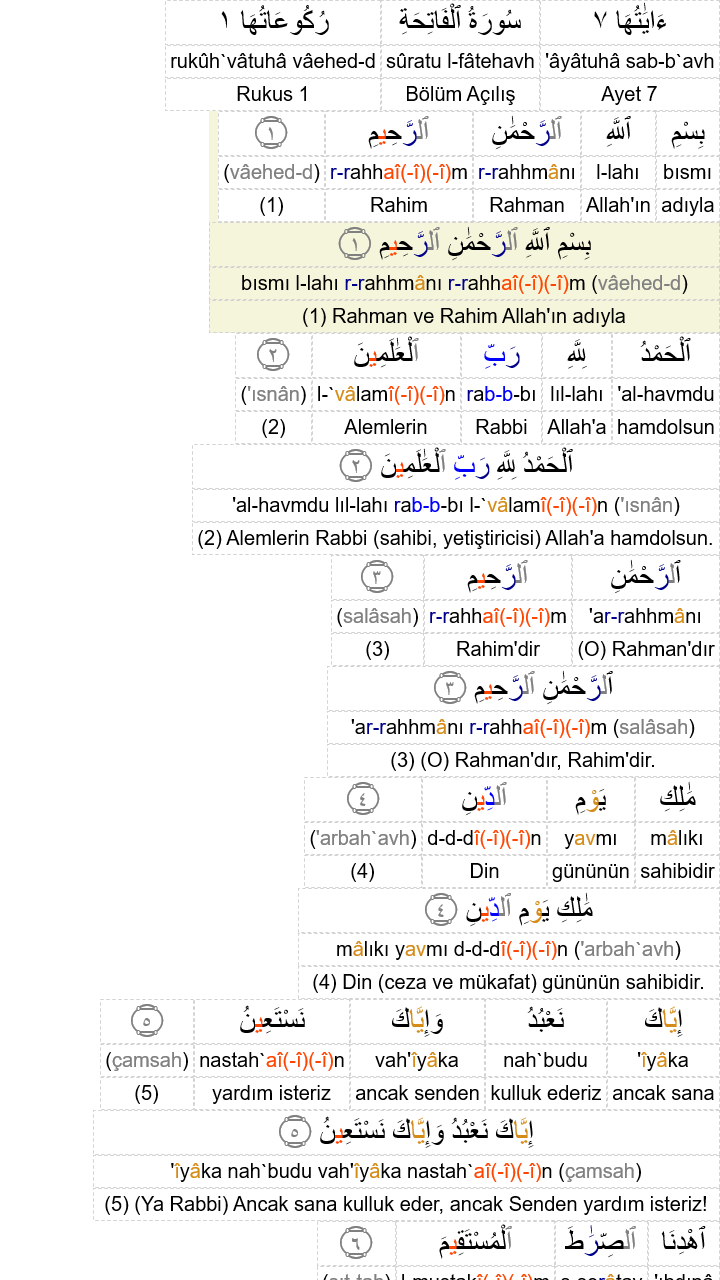 ءَايَٰتُهَا ٧ سُورَةُ ٱلْفَاتِحَةِ رُكُوعَاتُهَا ١
'âyâtuhâ sab-b`avh sûratu l-fâtehavh rukûh`vâtuhâ vâehed-d
Ayet 7 Bölüm Açılış Rukus 1
بِسْمِ ٱللَّهِ ٱلرَّحْمَٰنِ ٱلرَّحِيمِ ١
bısmı l-lahı r-rahhmânı r-rahhaî(-î)(-î)m (vâehed-d)
adıyla Allah'ın Rahman Rahim (1)
بِسْمِ ٱللَّهِ ٱلرَّحْمَٰنِ ٱلرَّحِيمِ ١
bısmı l-lahı r-rahhmânı r-rahhaî(-î)(-î)m (vâehed-d)
(1) Rahman ve Rahim Allah'ın adıyla
ٱلْحَمْدُ لِلَّهِ رَبِّ ٱلْعَٰلَمِينَ ٢
'al-havmdu lıl-lahı rab-b-bı l-`vâlamî(-î)(-î)n ('ısnân)
hamdolsun Allah'a Rabbi Alemlerin (2)
ٱلْحَمْدُ لِلَّهِ رَبِّ ٱلْعَٰلَمِينَ ٢
'al-havmdu lıl-lahı rab-b-bı l-`vâlamî(-î)(-î)n ('ısnân)
(2) Alemlerin Rabbi (sahibi, yetiştiricisi) Allah'a hamdolsun.
ٱلرَّحْمَٰنِ ٱلرَّحِيمِ ٣
'ar-rahhmânı r-rahhaî(-î)(-î)m (salâsah)
(O) Rahman'dır Rahim'dir (3)
ٱلرَّحْمَٰنِ ٱلرَّحِيمِ ٣
'ar-rahhmânı r-rahhaî(-î)(-î)m (salâsah)
(3) (O) Rahman'dır, Rahim'dir.
مَٰلِكِ يَوْمِ ٱلدِّينِ ٤
mâlıkı yavmı d-d-dî(-î)(-î)n ('arbah`avh)
sahibidir gününün Din (4)
مَٰلِكِ يَوْمِ ٱلدِّينِ ٤
mâlıkı yavmı d-d-dî(-î)(-î)n ('arbah`avh)
(4) Din (ceza ve mükafat) gününün sahibidir.
إِيَّاكَ نَعْبُدُ وَإِيَّاكَ نَسْتَعِينُ ٥
'îyâka nah`budu vah'îyâka nastah`aî(-î)(-î)n (çamsah)
ancak sana kulluk ederiz ancak senden yardım isteriz (5)
إِيَّاكَ نَعْبُدُ وَإِيَّاكَ نَسْتَعِينُ ٥
'îyâka nah`budu vah'îyâka nastah`aî(-î)(-î)n (çamsah)
(5) (Ya Rabbi) Ancak sana kulluk eder, ancak Senden yardım isteriz!
ٱهْدِنَا ٱلصِّرَٰطَ ٱلْمُسْتَقِيمَ ٦